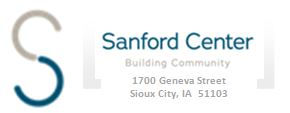 Sanford Center
Building Community
1700 Geneva Street
Sioux City, IA 51103